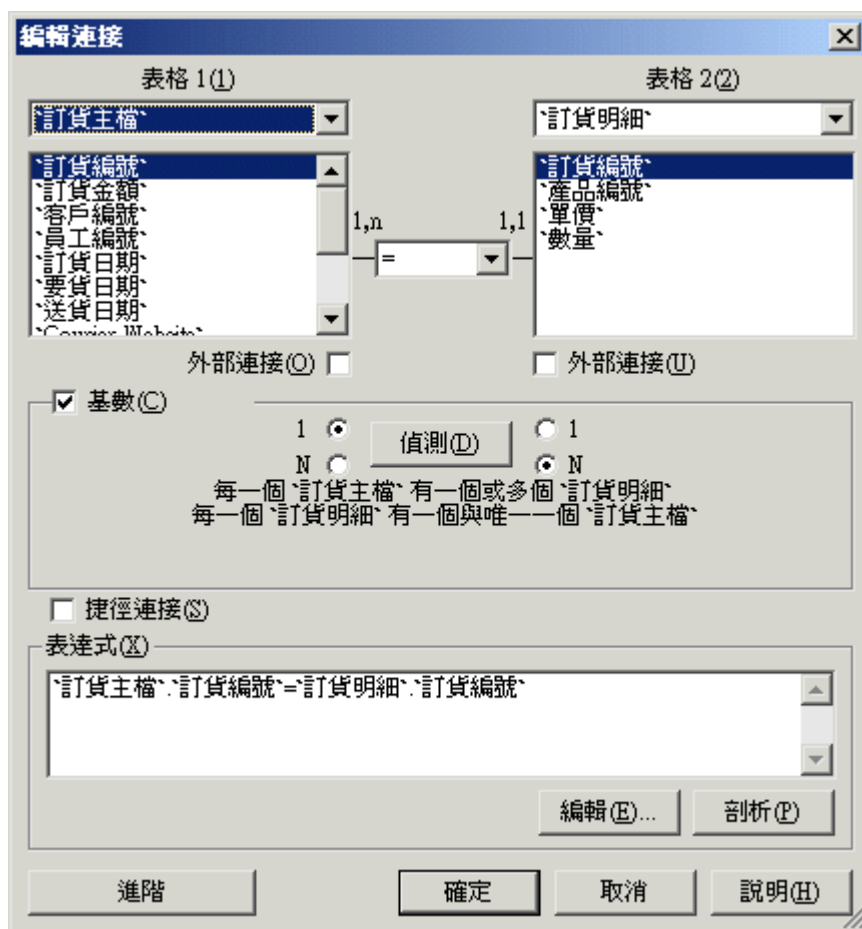 編輯連接
表格 1(1)
表格 2(2)
`訂貨主檔`
`訂貨明細`
`訂貨編號`
`訂貨金額`
`客戶編號`
`員工編號`
`訂貨日期`
`要貨日期`
`送貨日期`
`Courier Website`
1,n
=
1,1
`訂貨編號`
`產品編號`
`單價`
`數量`
外部連接(O)
外部連接(U)
基數(C)
1
偵測(D)
1
N
N
每一個 `訂貨主檔` 有一個或多個 `訂貨明細`
每一個 `訂貨明細` 有一個與唯一一個 `訂貨主檔`
捷徑連接(S)
表達式(X)
`訂貨主檔`.`訂貨編號`=`訂貨明細`.`訂貨編號`
編輯(E)...
剖析(P)
進階
確定
取消
說明(H)